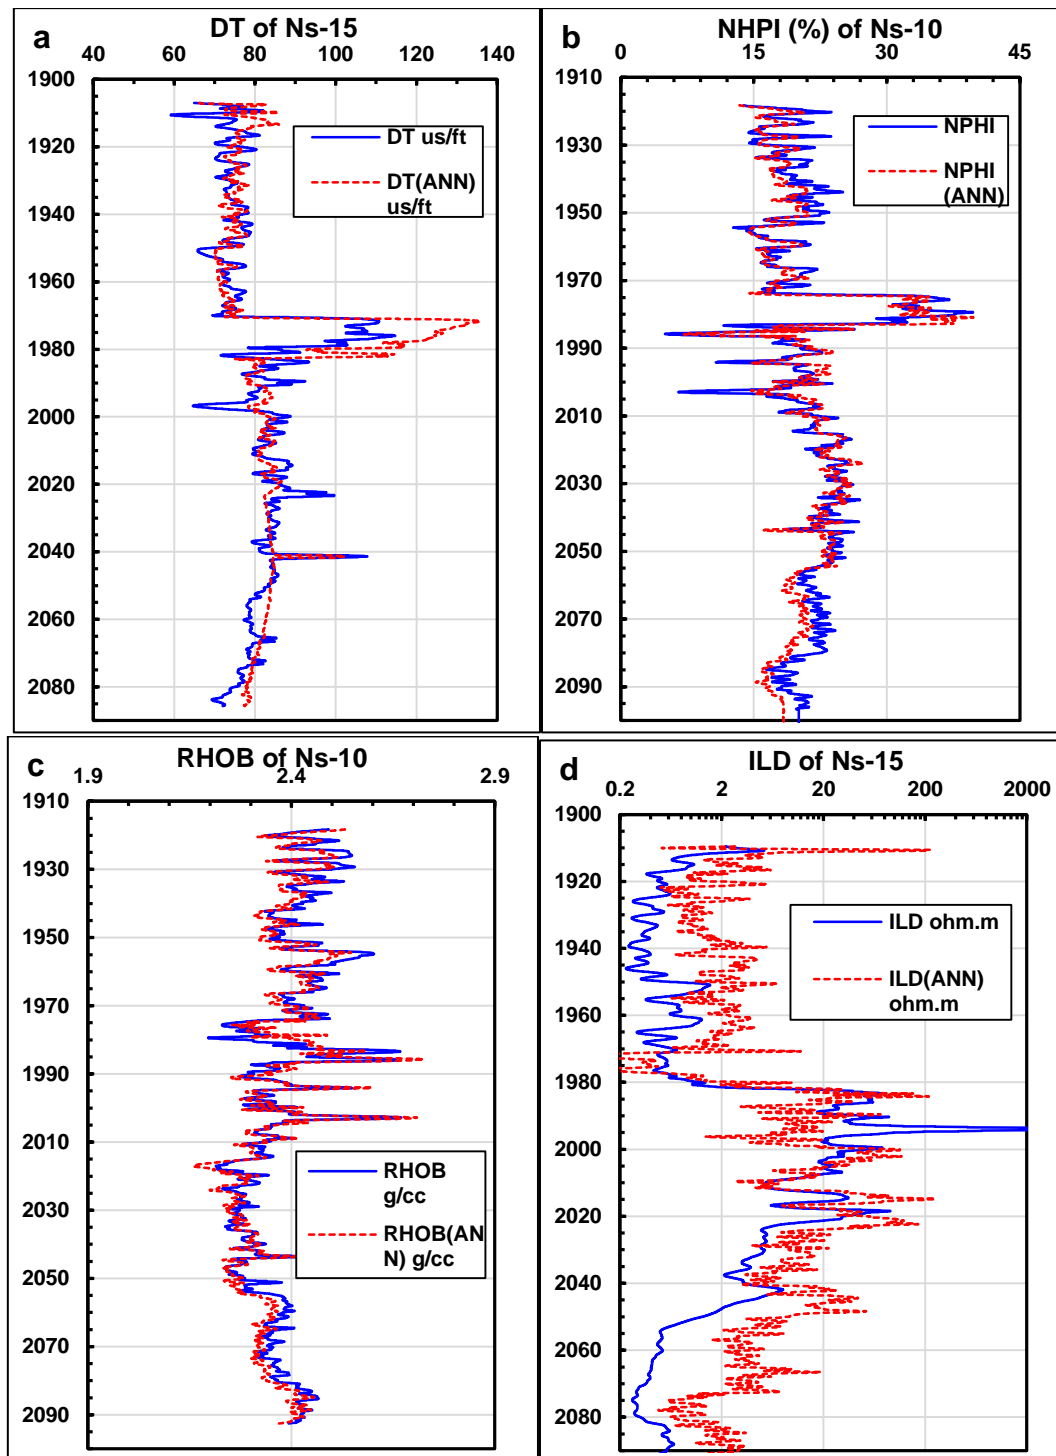 a
DT of Ns-15
40 60 80 100 120 140
1900
1920
1940
1960
1980
2000
2020
2040
2060
2080
DT us/ft
DT(ANN)
us/ft
b
NHPI (%) of Ns-10
0 15 30 45
1910
1930
1950
1970
1990
2010
2030
2050
2070
2090
NPHI
NPHI
(ANN)
c
RHOB of Ns-10
1.9 2.4 2.9
1910
1930
1950
1970
1990
2010
2030
2050
2070
2090
RHOB
g/cc
RHOB(AN
N) g/cc
d
ILD of Ns-15
0.2 2 20 200 2000
1900
1920
1940
1960
1980
2000
2020
2040
2060
2080
ILD ohm.m
ILD(ANN)
ohm.m